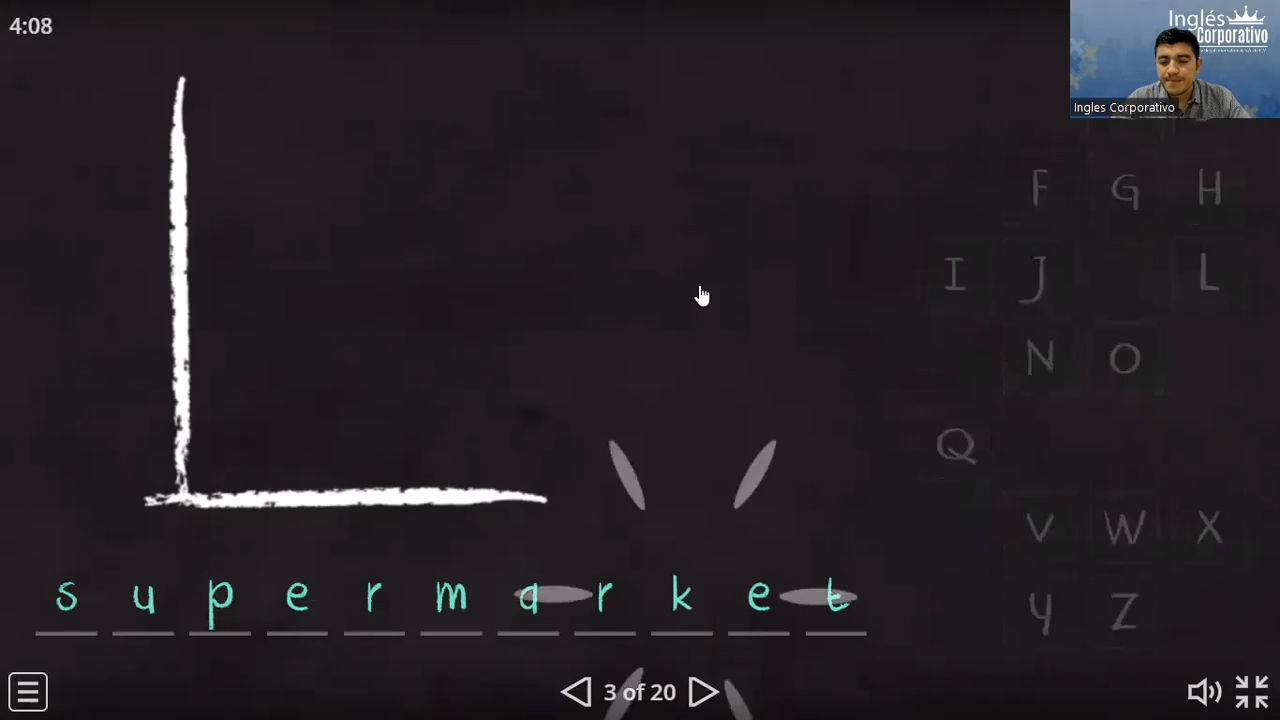 4:08
Inglés
Corporativo
Ingles Corporativo
F G H
I J L
N O
Q
V W X
Y Z
s u p e r m a r k e t
3 of 20